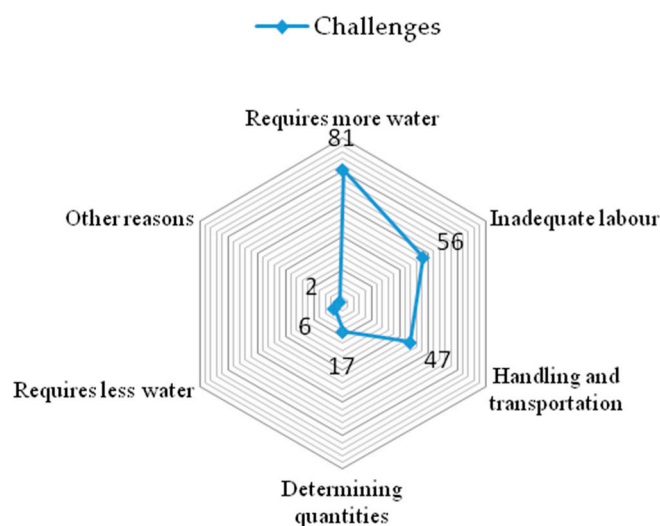 Challenges
Requires more water
81
Other reasons
Inadequate labour
56
2
6
47
17
Requires less water
Handling and
transportation
Determining
quantities